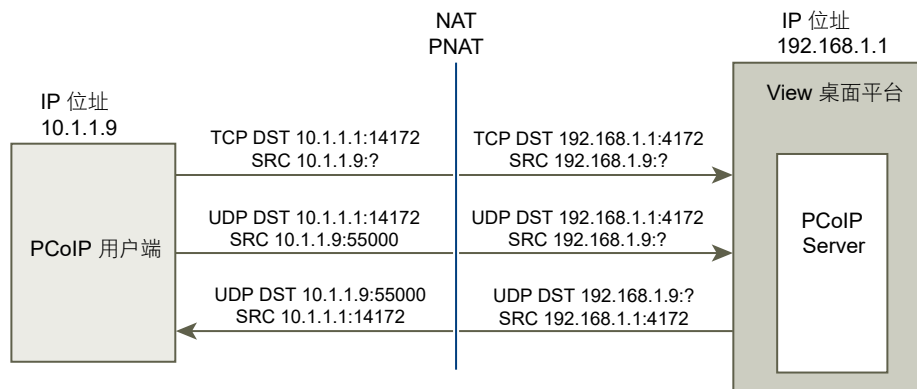 NAT
PNAT
IP 位址
192.168.1.1
View 桌面平台
IP 位址
10.1.1.9
TCP DST 10.1.1.1:14172
SRC 10.1.1.9:?
TCP DST 192.168.1.1:4172
SRC 192.168.1.9:?
UDP DST 10.1.1.1:14172
SRC 10.1.1.9:55000
UDP DST 192.168.1.1:4172
SRC 192.168.1.9:?
PCoIP 用户端
PCoIP
Server
UDP DST 10.1.1.9:55000
SRC 10.1.1.1:14172
UDP DST 192.168.1.9:?
SRC 192.168.1.1:4172